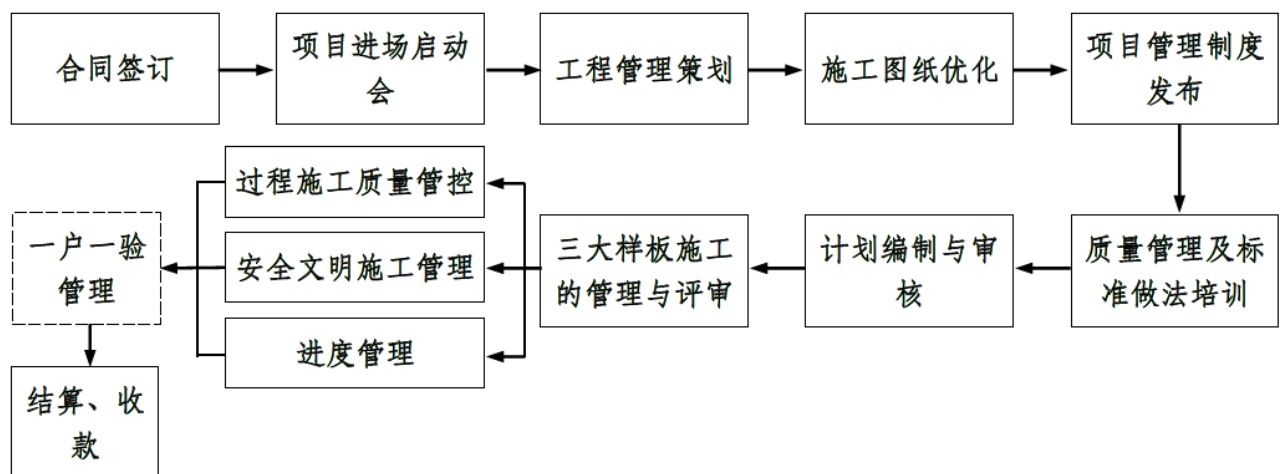 合同签订
项目进场启动
会
工程管理策划
施工图纸优化
项目管理制度
发布
质量管理及标
准做法培训
计划编制与审
核
三大样板施工
的管理与评审
过程施工质量管控
安全文明施工管理
进度管理
一户一验
管理
结算、收
款